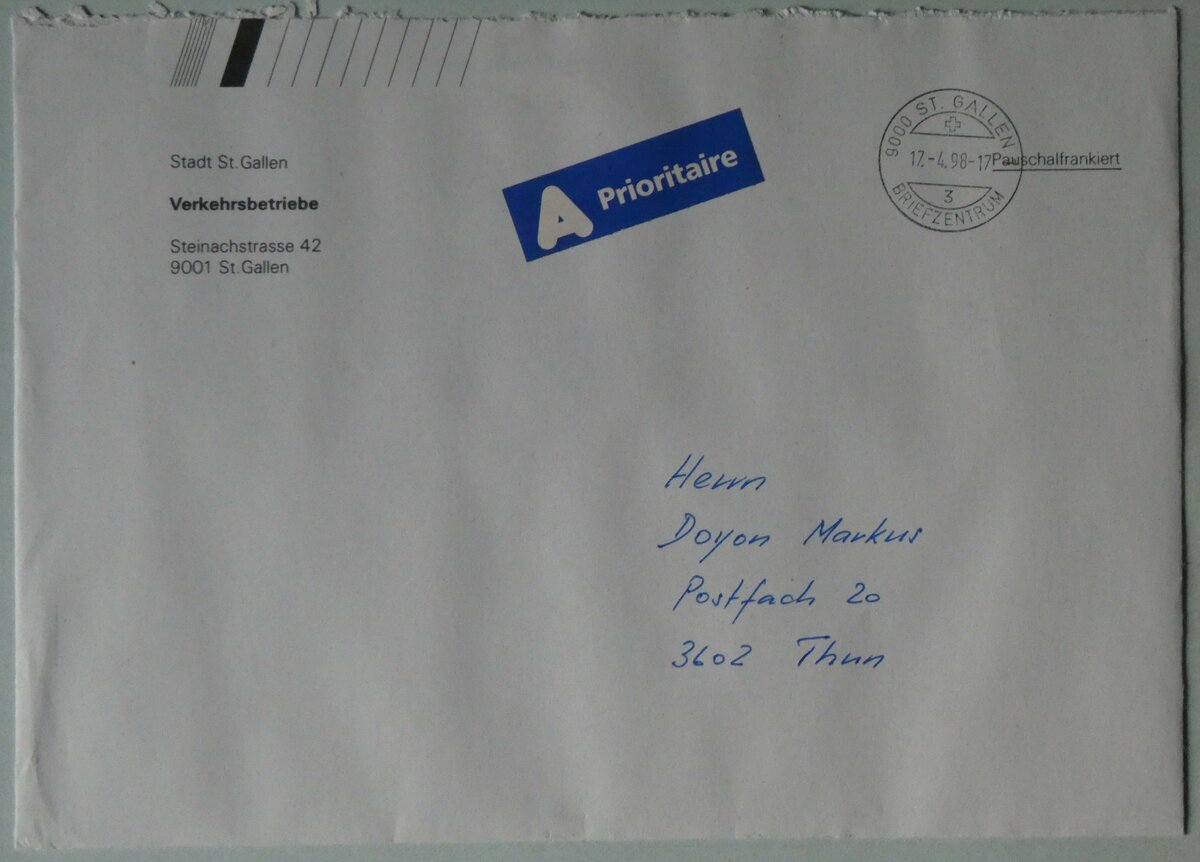 Stadt St.Gallen
Verkehrsbetriebe
Steinachstrasse 42
9001 St.Gallen
A Prioritaire
9000 ST. GALLEN
17.-4.98-17
3
BRIEFZENTRUM
Pauschalfrankiert
Herrn
Doyon Markus
Postfach 20
3602 Thun